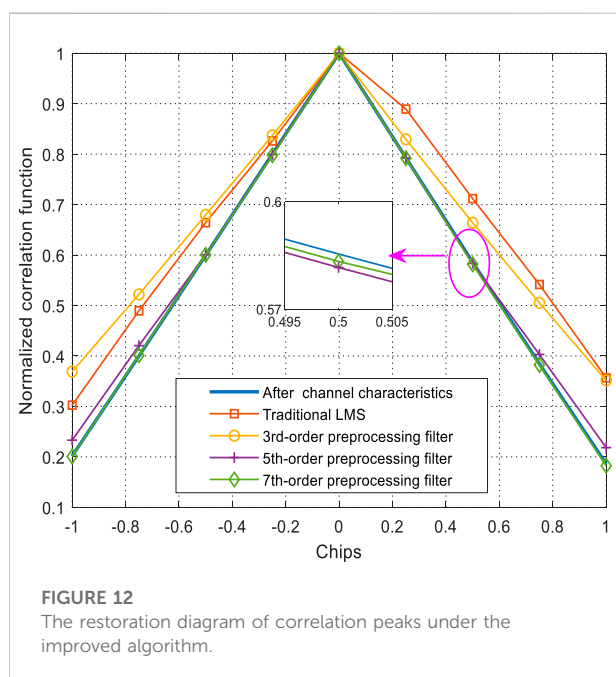 1
0.9
0.8
0.7
0.6
0.5
0.4
0.3
0.2
0.1
Normalized correlation function
0.6
0.57
0.495 0.5 0.505
After channel characteristics
Traditional LMS
3rd-order preprocessing filter
5th-order preprocessing filter
7th-order preprocessing filter
-1 -0.8 -0.6 -0.4 -0.2 0 0.2 0.4 0.6 0.8 1
Chips
FIGURE 12
The restoration diagram of correlation peaks under the
improved algorithm.